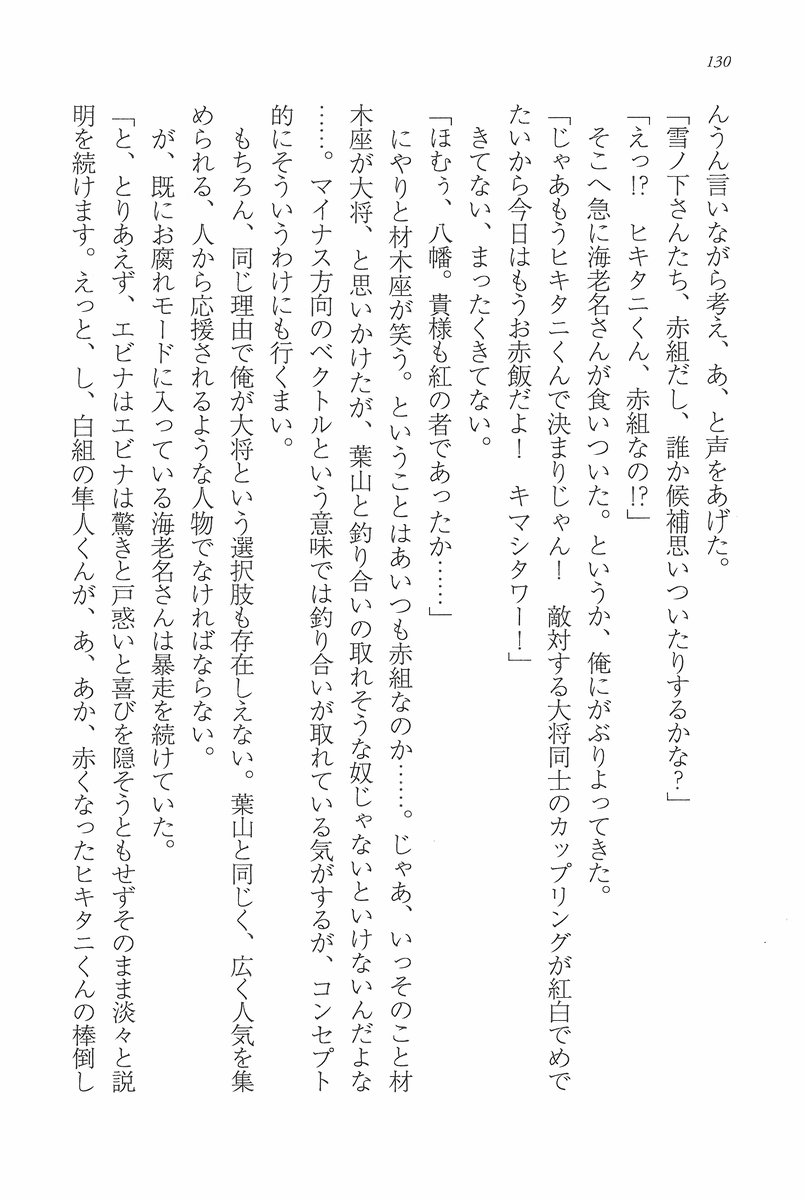 130
んうん言いながら考え、あ、と声をあげた。
「雪ノ下さんたち、赤組だし、誰か候補思いついたりするかな？」
「えっ!?　ヒキタニくん、赤組なの!?」
　そこへ急に海老名さんが食いついた。というか、俺にがぶりよってきた。
「じゃあもうヒキタニくんで決まりじゃん！　敵対する大将同士のカップリングが紅白でめで
たいから今日はもうお赤飯だよ！　キマシタワー！」
　きてない、まったくきてない。
「ほむぅ、八幡。貴様も紅の者であったか……」
　にやりと材木座が笑う。ということはあいつも赤組なのか……。じゃあ、いっそのこと材
木座が大将、と思いかけたが、葉山と釣り合いの取れそうな奴じゃないといけないんだよな
……。マイナス方向のベクトルという意味では釣り合いが取れている気がするが、コンセプト
的にそういうわけにも行くまい。
　もちろん、同じ理由で俺が大将という選択肢も存在しえない。葉山と同じく、広く人気を集
められる、人から応援されるような人物でなければならない。
　が、既にお腐れモードに入っている海老名さんは暴走を続けていた。
「と、とりあえず、エビナはエビナは驚きと戸惑いと喜びを隠そうともせずそのまま淡々と説
明を続けます。えっと、し、白組の隼人くんが、あ、あか、赤くなったヒキタニくんの棒倒し